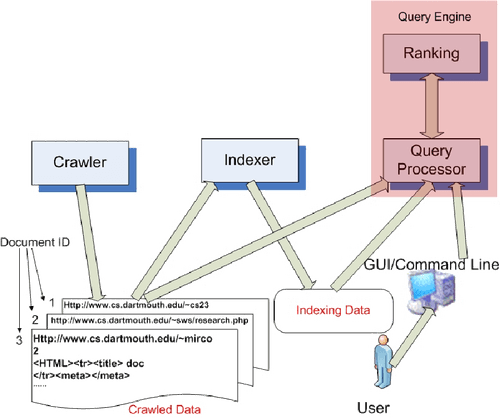 Query Engine
Ranking
Crawler
Indexer
Query
Processor
Document ID
GUI/Command Line
1
Http://www.cs.dartmouth.edu/~cs23
2
http://www.cs.dartmouth.edu/~sws/research.php
3
Http://www.cs.dartmouth.edu/~mirco
2
<HTML><tr><title> doc
</tr><meta></meta>
......
Indexing Data
Crawled Data
User